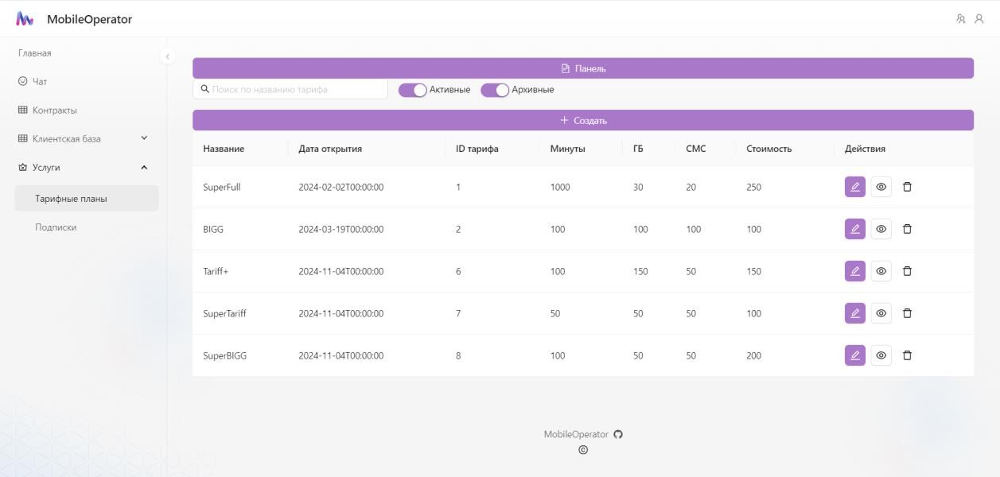 MobileOperator
Главная
Чат
Контракты
Клиентская база
Услуги
Тарифные планы
Подписки
Панель
Поиск по названию тарифа Активные Архивные
+ Создать
Название Дата открытия ID тарифа Минуты ГБ СМС Стоимость Действия
SuperFull 2024-02-02T00:00:00 1 1000 30 20 250
BIGG 2024-03-19T00:00:00 2 100 100 100 100
Tariff+ 2024-11-04T00:00:00 6 100 150 50 150
SuperTariff 2024-11-04T00:00:00 7 50 50 50 100
SuperBIGG 2024-11-04T00:00:00 8 100 50 50 200
MobileOperator
©